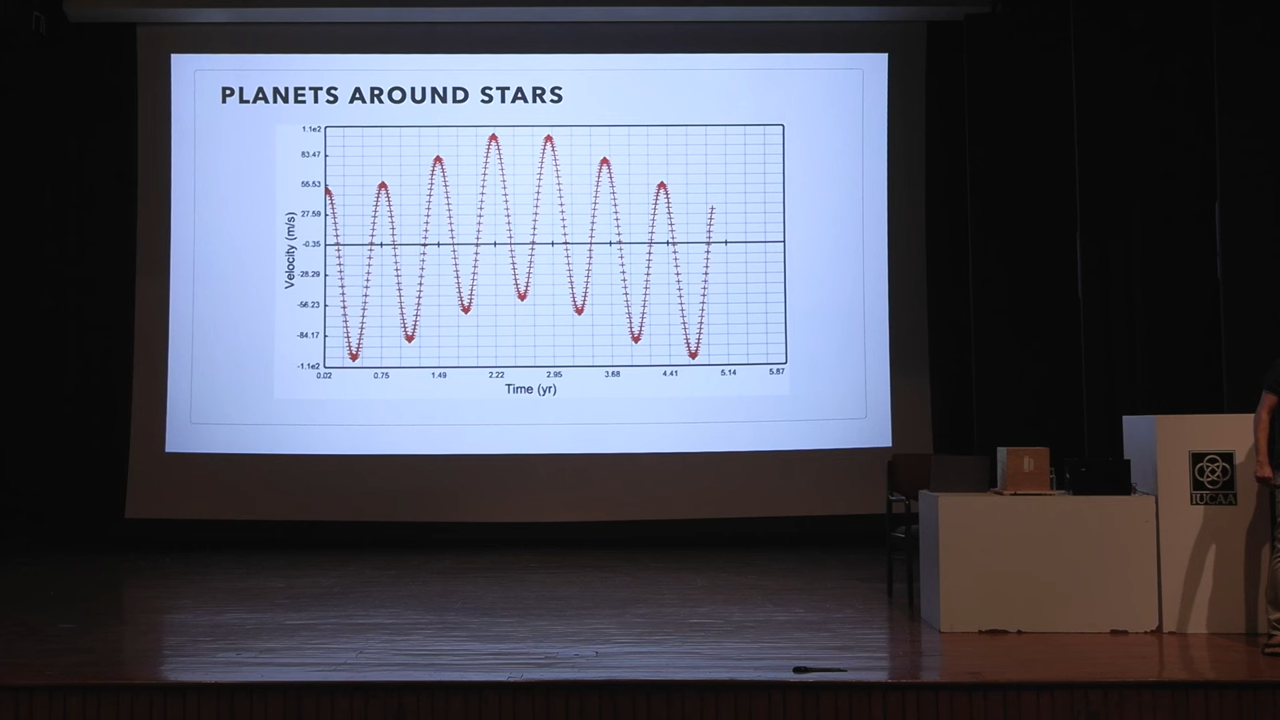 PLANETS AROUND STARS
1.1e2
83.47
55.53
27.59
-0.35
-28.29
-56.23
-84.17
-1.1e2
Velocity (m/s)
0.02 0.75 1.49 2.22 2.95 3.68 4.41 5.14 5.87
Time (yr)
IUCAA